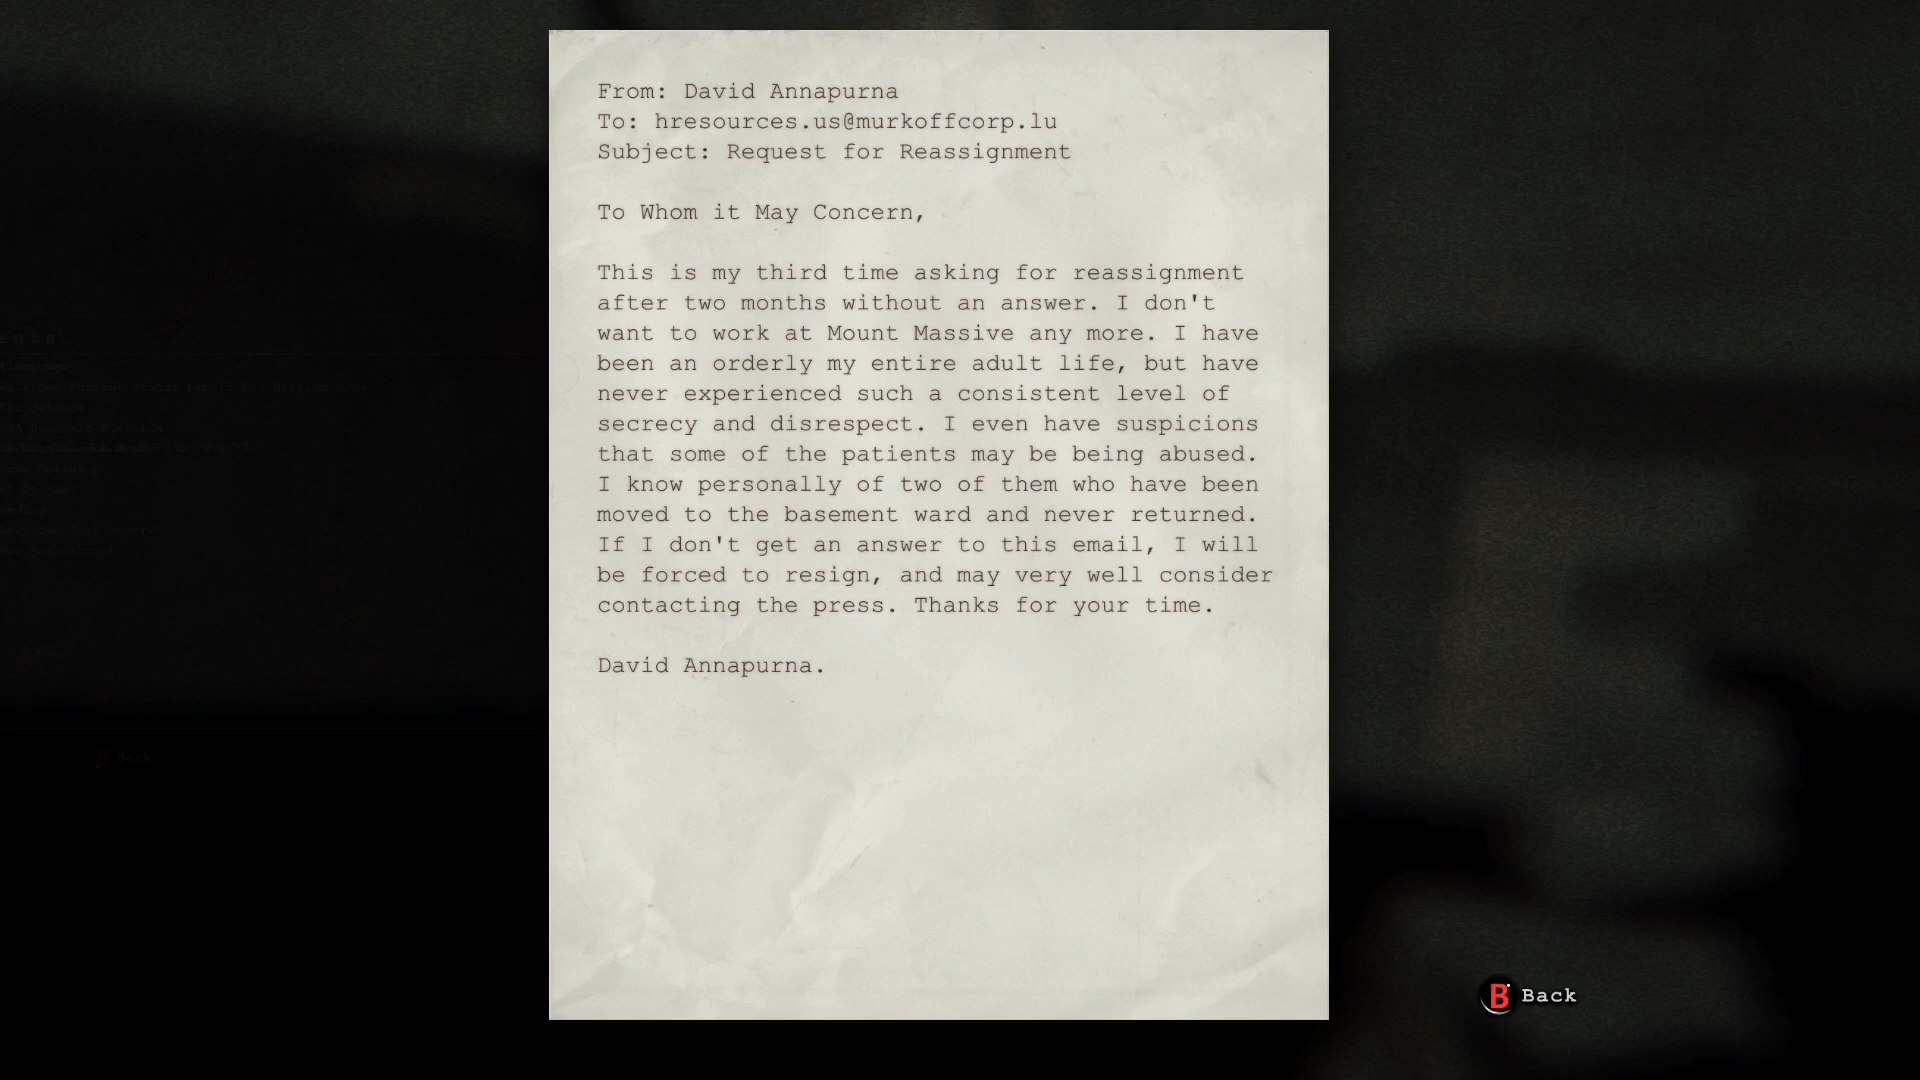 From: David Annapurna
To: hresources.us@murkoffcorp.lu
Subject: Request for Reassignment
To Whom it May Concern,
This is my third time asking for reassignment
after two months without an answer. I don't
want to work at Mount Massive any more. I have
been an orderly my entire adult life, but have
never experienced such a consistent level of
secrecy and disrespect. I even have suspicions
that some of the patients may be being abused.
I know personally of two of them who have been
moved to the basement ward and never returned.
If I don't get an answer to this email, I will
be forced to resign, and may very well consider
contacting the press. Thanks for your time.
David Annapurna.
B Back
Back